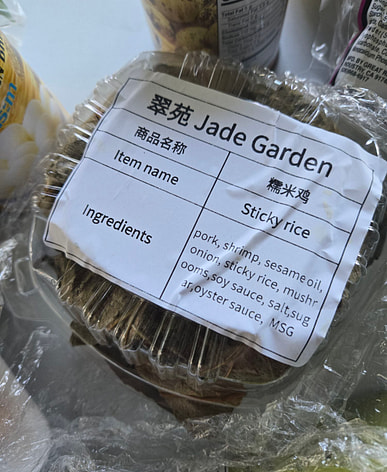 翠苑 Jade Garden
商品名称
糯米鸡
Item name
Sticky rice
Ingredients
pork, shrimp, sesame oil,
onion, sticky rice, mushr
ooms,soy sauce, salt,sug
ar,oyster sauce, MSG